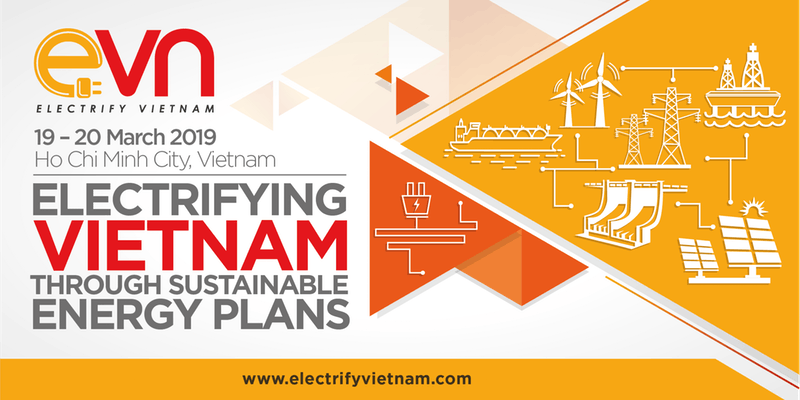 evn
ELECTRIFY VIETNAM
19 – 20 March 2019
Ho Chi Minh City, Vietnam
ELECTRIFYING
VIETNAM
THROUGH SUSTAINABLE
ENERGY PLANS
www.electrifyvietnam.com